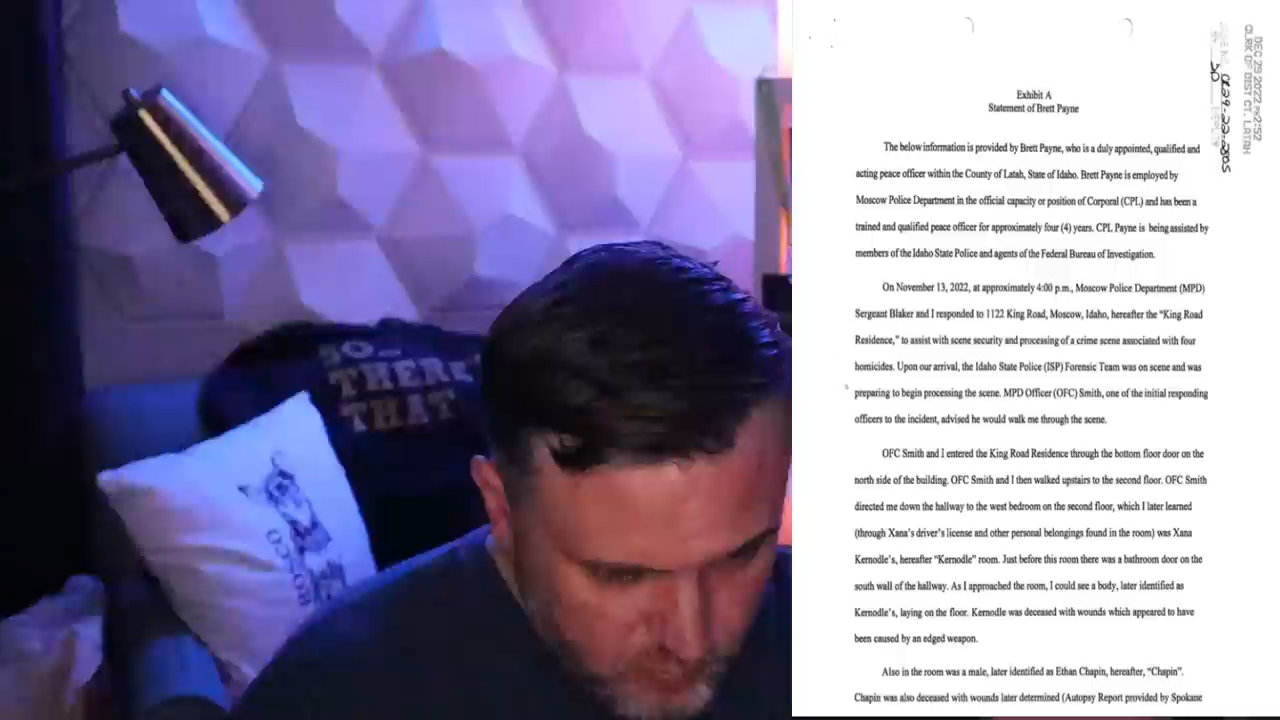 SO...
THERE'S
THAT
ROCCO
DEC 29 2022 PM2:52
CLRK OF DIST CT. LATAH
Exhibit A
Statement of Brett Payne
The below information is provided by Brett Payne, who is a duly appointed, qualified and
acting peace officer within the County of Latah, State of Idaho. Brett Payne is employed by
Moscow Police Department in the official capacity or position of Corporal (CPL) and has been a
trained and qualified peace officer for approximately four (4) years. CPL Payne is being assisted by
members of the Idaho State Police and agents of the Federal Bureau of Investigation.
On November 13, 2022, at approximately 4:00 p.m., Moscow Police Department (MPD)
Sergeant Blaker and I responded to 1122 King Road, Moscow, Idaho, hereafter the “King Road
Residence,” to assist with scene security and processing of a crime scene associated with four
homicides. Upon our arrival, the Idaho State Police (ISP) Forensic Team was on scene and was
preparing to begin processing the scene. MPD Officer (OFC) Smith, one of the initial responding
officers to the incident, advised he would walk me through the scene.
OFC Smith and I entered the King Road Residence through the bottom floor door on the
north side of the building. OFC Smith and I then walked upstairs to the second floor. OFC Smith
directed me down the hallway to the west bedroom on the second floor, which I later learned
(through Xana’s driver’s license and other personal belongings found in the room) was Xana
Kernodle’s, hereafter “Kernodle” room. Just before this room there was a bathroom door on the
south wall of the hallway. As I approached the room, I could see a body, later identified as
Kernodle’s, laying on the floor. Kernodle was deceased with wounds which appeared to have
been caused by an edged weapon.
Also in the room was a male, later identified as Ethan Chapin, hereafter, “Chapin”.
Chapin was also deceased with wounds later determined (Autopsy Report provided by Spokane